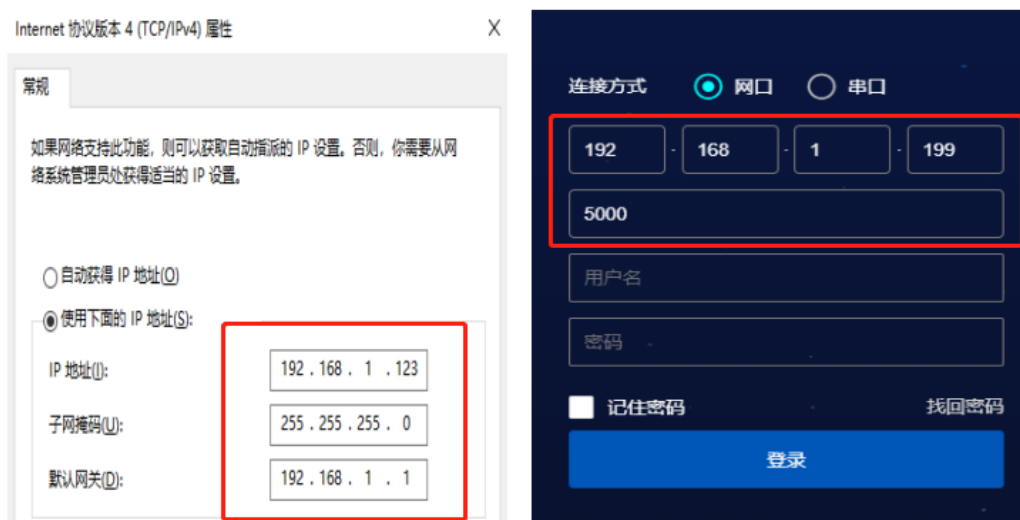 Internet 协议版本 4 (TCP/IPv4) 属性
X
常规
如果网络支持此功能，则可以获取自动指派的 IP 设置。否则，你需要从网
络系统管理员处获得适当的 IP 设置。
自动获得 IP 地址(O)
使用下面的 IP 地址(S):
IP 地址(I):
192 . 168 . 1 . 123
子网掩码(U):
255 . 255 . 255 . 0
默认网关(D):
192 . 168 . 1 . 1
连接方式 网口 串口
192 - 168 - 1 - 199
5000
用户名
密码
记住密码 找回密码
登录